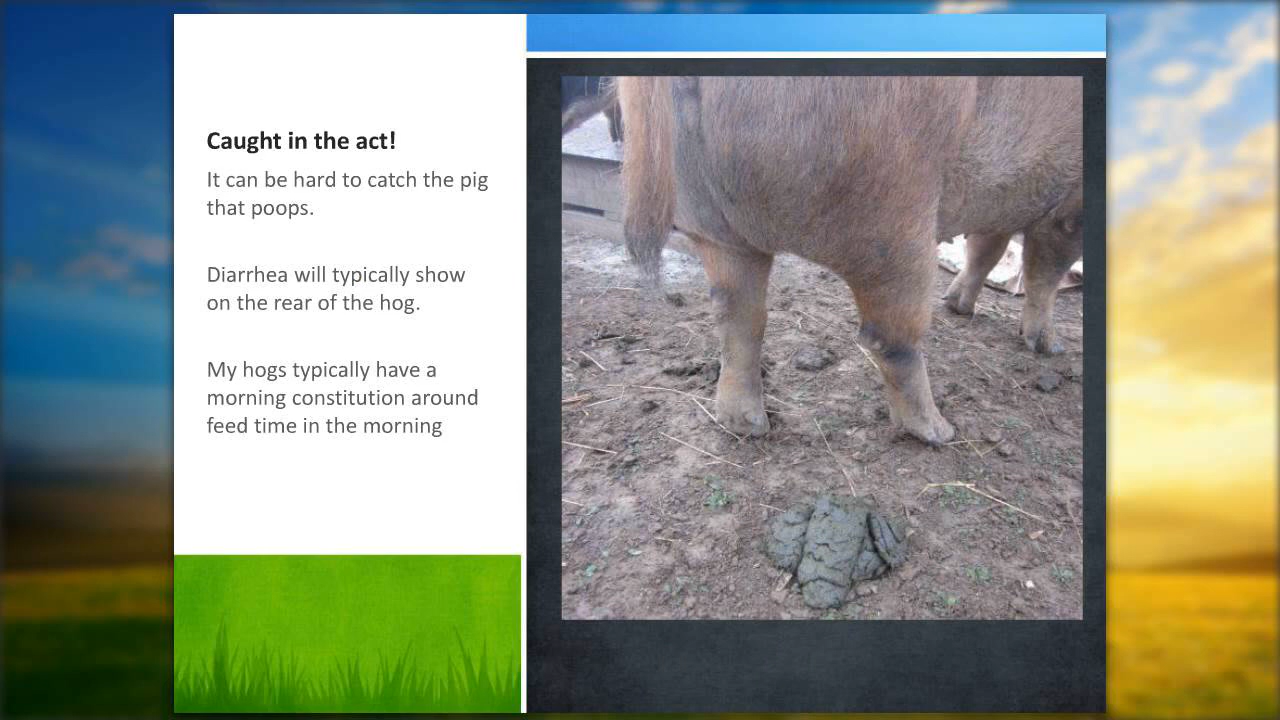 Caught in the act!
It can be hard to catch the pig
that poops.
Diarrhea will typically show
on the rear of the hog.
My hogs typically have a
morning constitution around
feed time in the morning